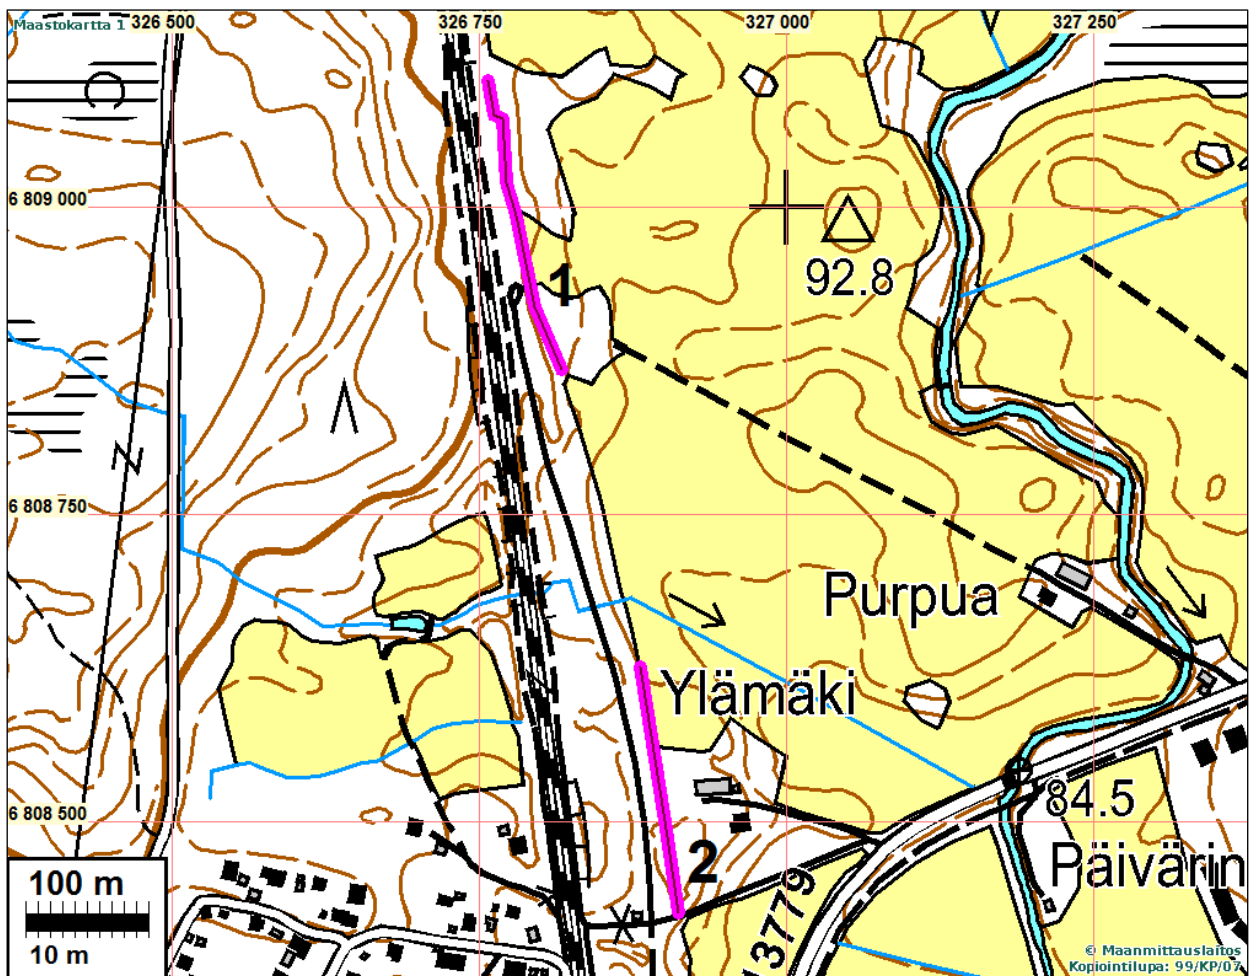 Maastokartta 1
326 500
326 750
327 000
327 250
6 809 000
92.8
1
6 808 750
Purpua
Ylämäki
6 808 500
84.5
2
Päivärin
13779
100 m
10 m
© Maanmittauslaitos
Kopiointilupa: 99/KP/07